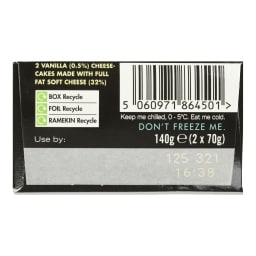 2 VANILLA (0.5%) CHEESE-
CAKES MADE WITH FULL
FAT SOFT CHEESE (32%)
BOX Recycle
FOIL Recycle
RAMEKIN Recycle
5 060971 864501 >
Keep me chilled, 0 - 5°C. Eat me cold.
DON'T FREEZE ME.
Use by:
140g ℮ (2 x 70g)
125 321
16:38